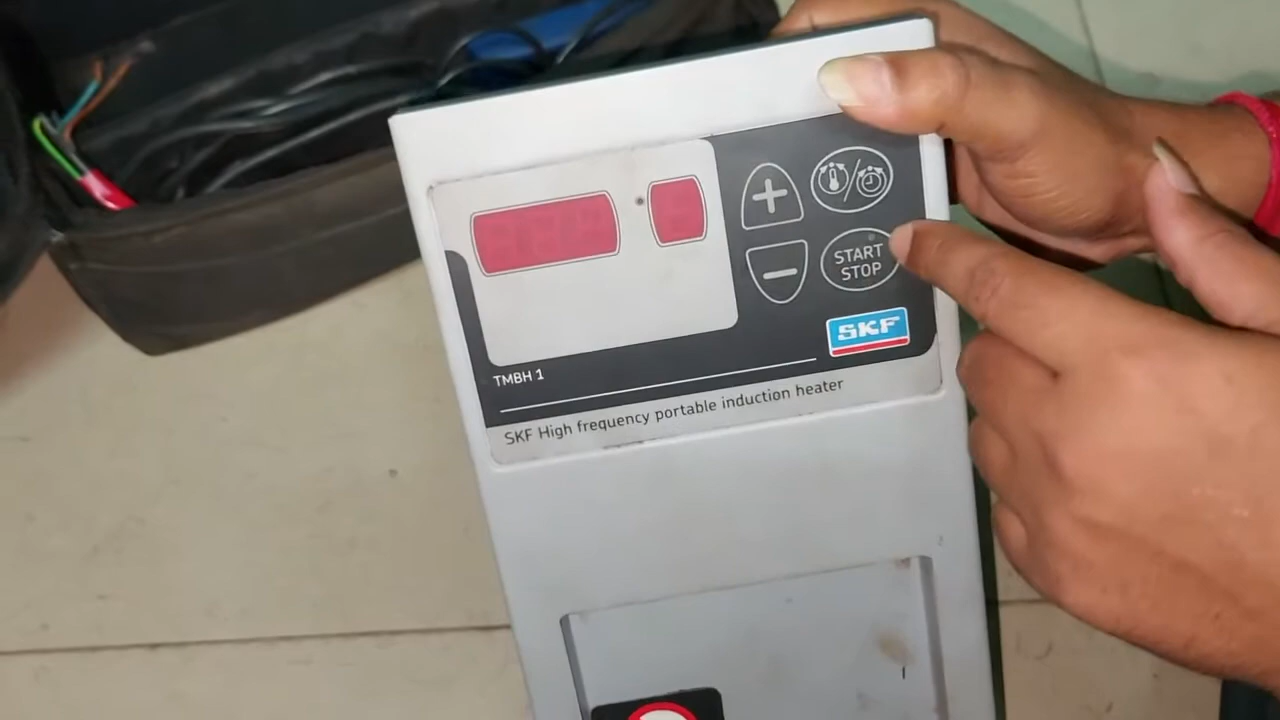 START
STOP
SKF
TMBH 1
SKF High frequency portable induction heater